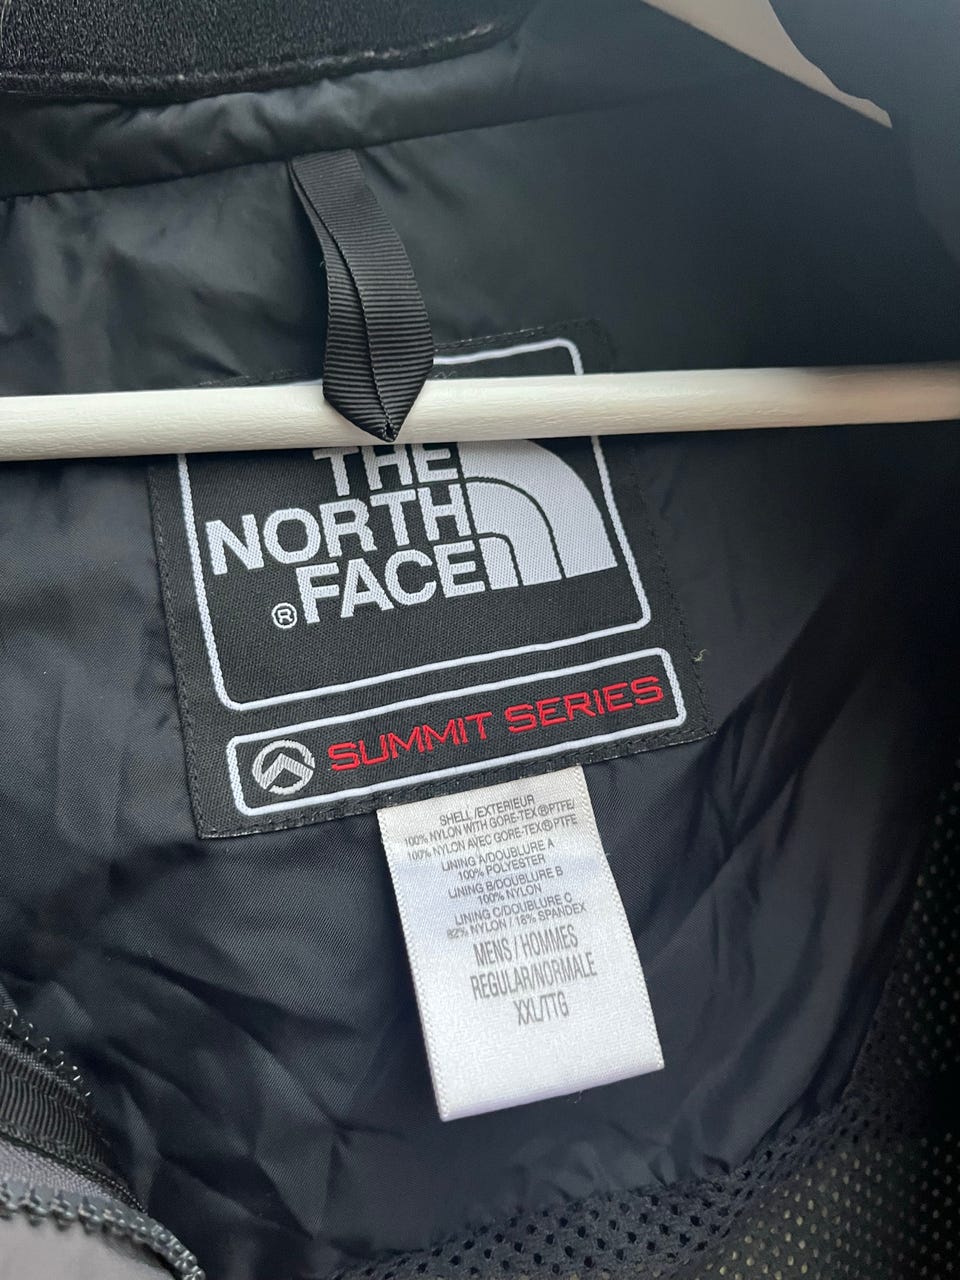 THE
NORTH
FACE
®
SUMMIT SERIES
SHELL/EXTERIEUR
100% NYLON WITH GORE-TEX®PTFE/
100% NYLON AVEC GORE-TEX®PTFE
LINING A/DOUBLURE A
100% POLYESTER
LINING B/DOUBLURE B
100% NYLON
LINING C/DOUBLURE C
82% NYLON / 18% SPANDEX
MENS / HOMMES
REGULAR/NORMALE
XXL/TTG